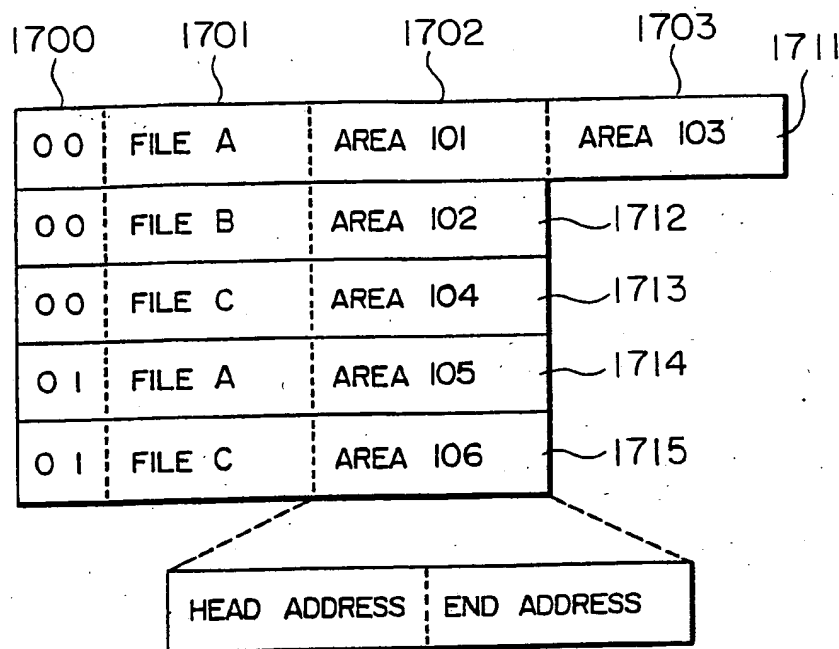 1700 1701 1702 1703
1711
00 FILE A AREA 101 AREA 103
00 FILE B AREA 102 1712
00 FILE C AREA 104 1713
01 FILE A AREA 105 1714
01 FILE C AREA 106 1715
HEAD ADDRESS END ADDRESS